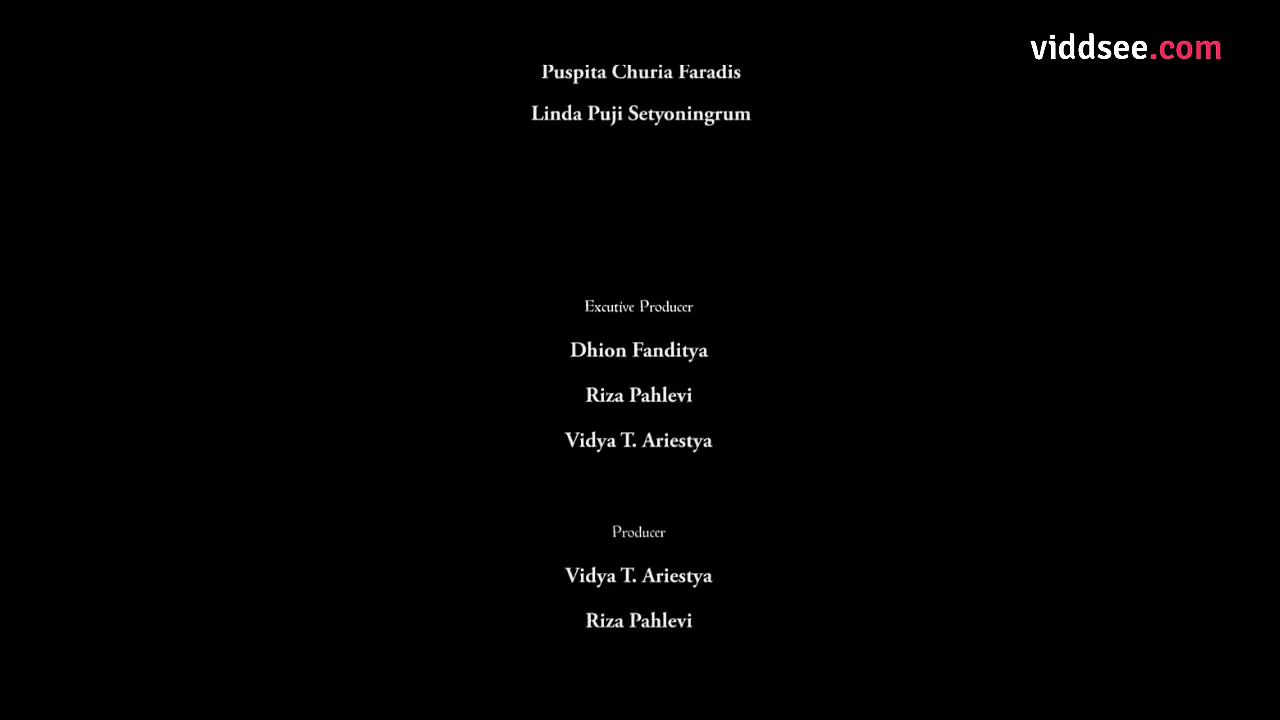 viddsee.com
Puspita Churia Faradis
Linda Puji Setyoningrum
Excutive Producer
Dhion Fanditya
Riza Pahlevi
Vidya T. Ariestya
Producer
Vidya T. Ariestya
Riza Pahlevi